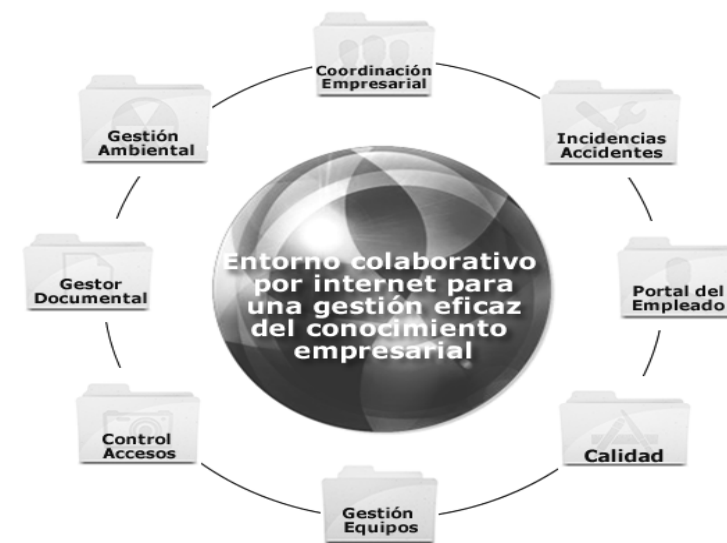 Coordinación
Empresarial
Gestión
Ambiental
Incidencias
Accidentes
Entorno colaborativo
por internet para
una gestión eficaz
del conocimiento
empresarial
Gestor
Documental
Portal del
Empleado
Control
Accesos
Calidad
Gestión
Equipos